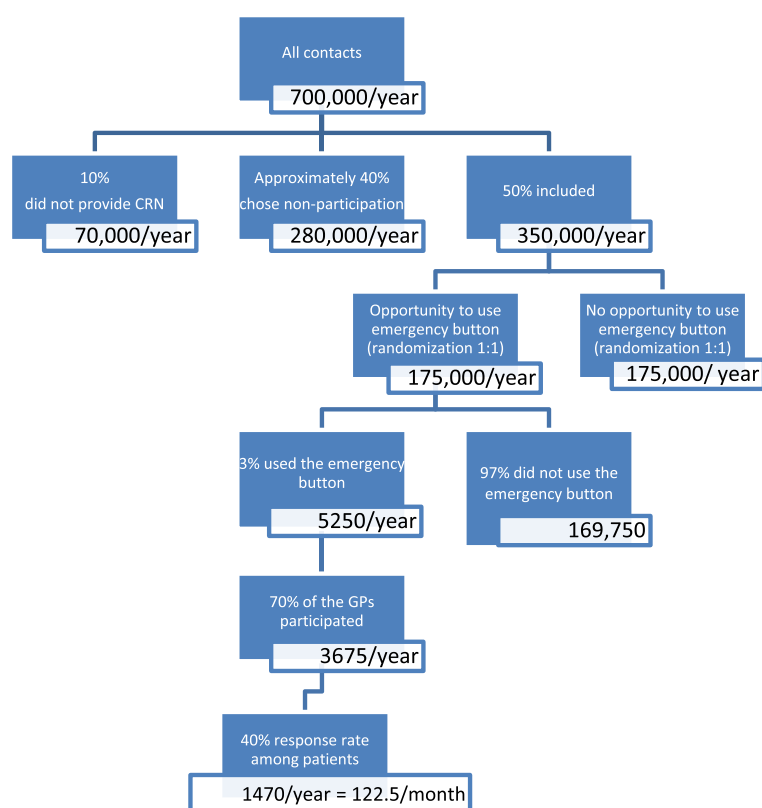 All contacts
700,000/year
10%
did not provide CRN
70,000/year
Approximately 40%
chose non-participation
280,000/year
50% included
350,000/year
Opportunity to use
emergency button
(randomization 1:1)
175,000/year
No opportunity to use
emergency button
(randomization 1:1)
175,000/ year
3% used the emergency
button
5250/year
97% did not use the
emergency button
169,750
70% of the GPs
participated
3675/year
40% response rate
among patients
1470/year = 122.5/month